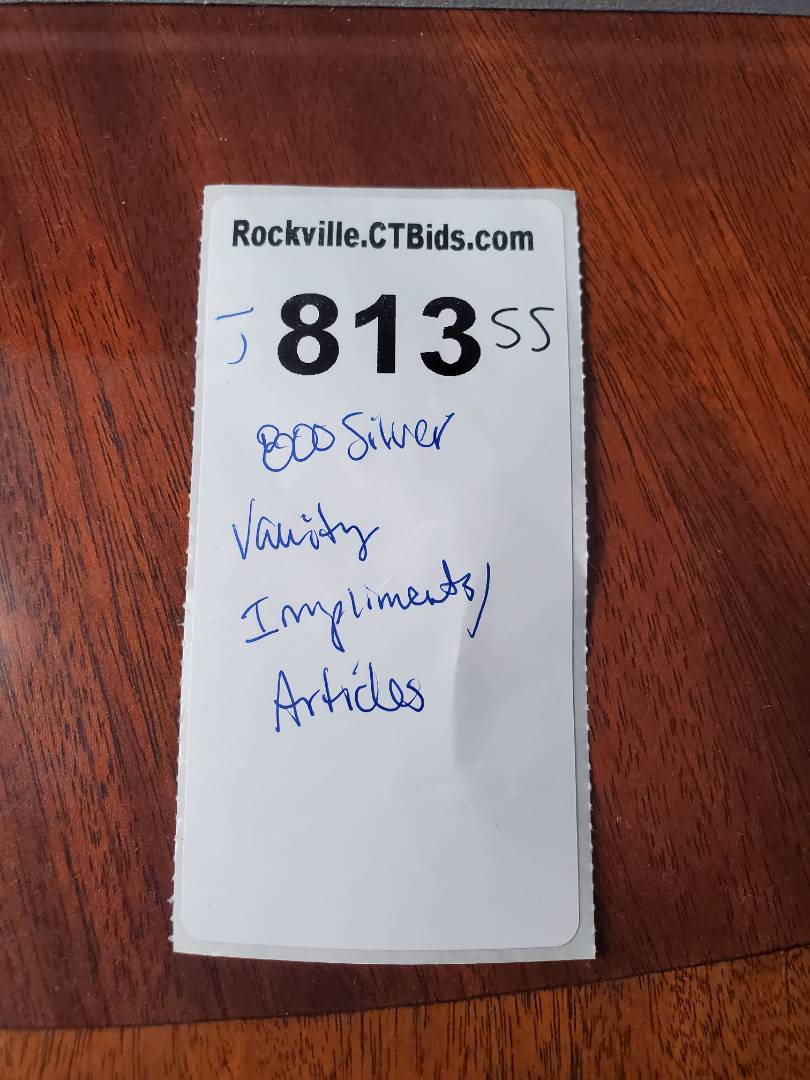 Rockville.CTBids.com
J 813 SS
800 Silver
Vanity
Impliments/
Articles